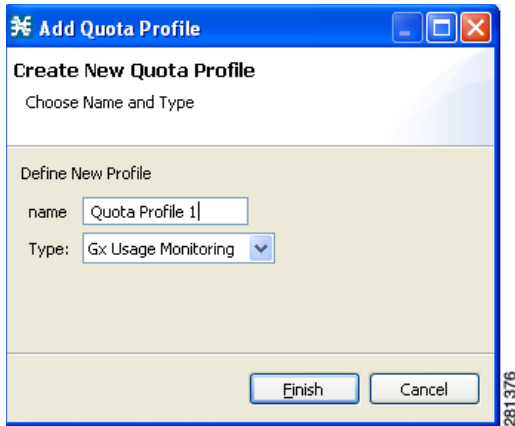 Add Quota Profile
Create New Quota Profile
Choose Name and Type
Define New Profile
name Quota Profile 1
Type: Gx Usage Monitoring
Finish Cancel
281376